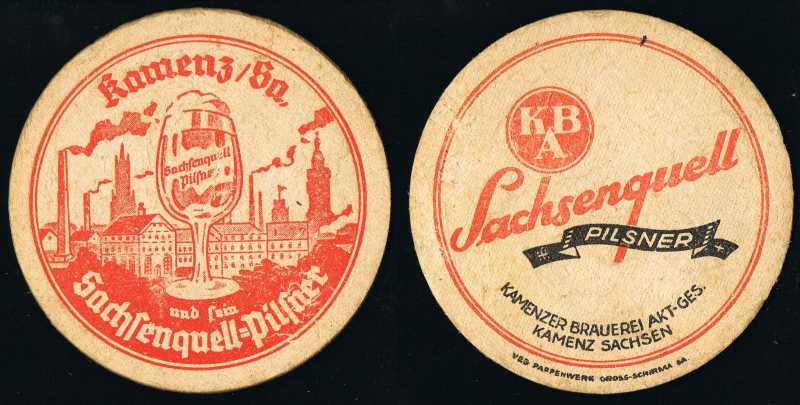 Kamenz/Sa,
Sachsenquell
Pilsner
und sein
Sachsenquell=Pilsner
KBA
Sachsenquell
PILSNER
KAMENZER BRAUEREI AKT-GES.
KAMENZ SACHSEN
VEB PAPPENWERK GROSS-SCHIRMA SA.